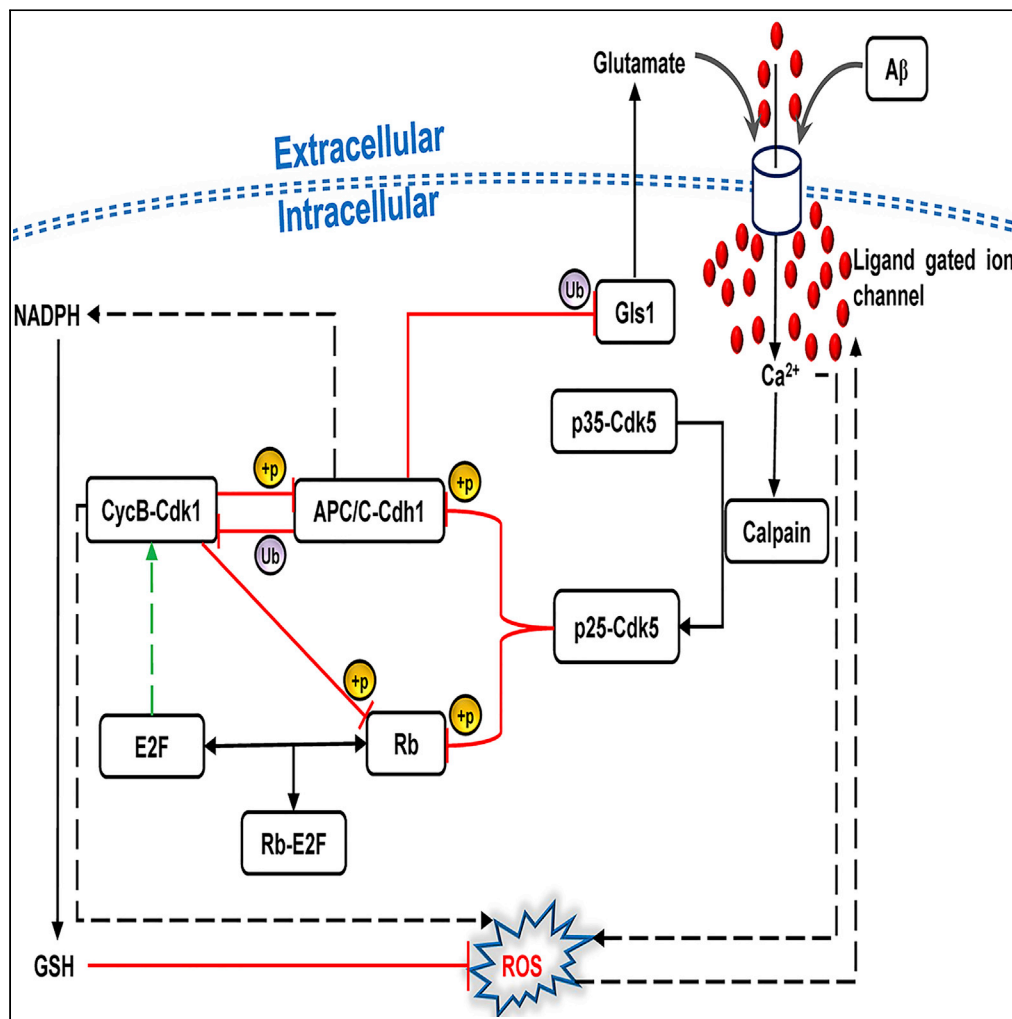 Glutamate
Aβ
Extracellular
Intracellular
Ligand gated ion
channel
NADPH
Ub
Gls1
Ca²⁺
p35-Cdk5
+p
+p
CycB-Cdk1
APC/C-Cdh1
Ub
Calpain
p25-Cdk5
+p
+p
E2F
Rb
Rb-E2F
GSH
ROS